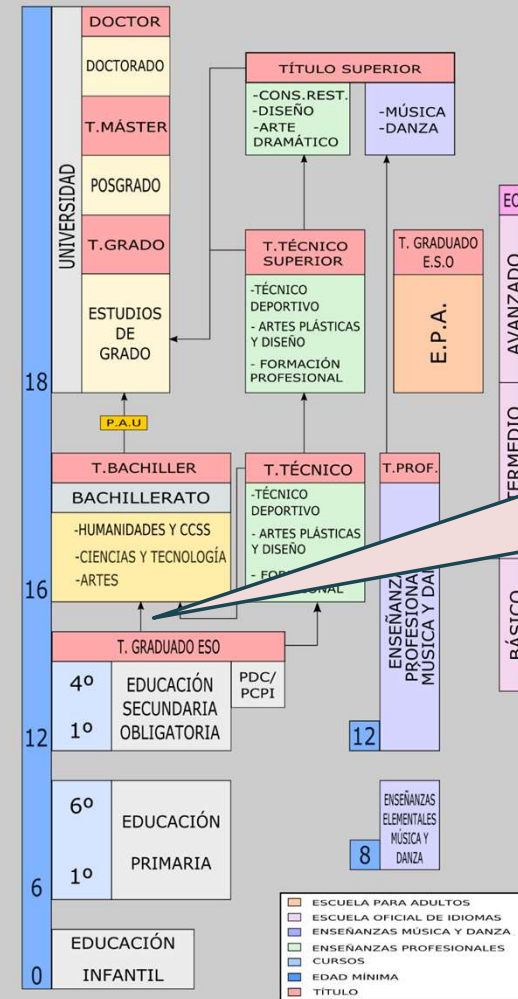 DOCTOR
DOCTORADO
T.MÁSTER
POSGRADO
T.GRADO
ESTUDIOS
DE
GRADO
UNIVERSIDAD
18
P.A.U
TÍTULO SUPERIOR
-CONS.REST.
-DISEÑO
-ARTE
DRAMÁTICO
-MÚSICA
-DANZA
T.TÉCNICO
SUPERIOR
-TÉCNICO
DEPORTIVO
- ARTES PLÁSTICAS
Y DISEÑO
- FORMACIÓN
PROFESIONAL
T. GRADUADO
E.S.O
E.P.A.
AVANZADO
BÁSICO
T.BACHILLER
BACHILLERATO
-HUMANIDADES Y CCSS
-CIENCIAS Y TECNOLOGÍA
-ARTES
16
T.TÉCNICO
-TÉCNICO
DEPORTIVO
- ARTES PLÁSTICAS
Y DISEÑO
T.PROF.
MÚSICA Y
12
T. GRADUADO ESO
4º
1º
EDUCACIÓN
SECUNDARIA
OBLIGATORIA
PDC/
PCPI
12
6º
1º
EDUCACIÓN
PRIMARIA
6
ENSEÑANZAS
ELEMENTALES
MÚSICA Y
DANZA
8
EDUCACIÓN
INFANTIL
0
ESCUELA PARA ADULTOS
ESCUELA OFICIAL DE IDIOMAS
ENSEÑANZAS MÚSICA Y DANZA
ENSEÑANZAS PROFESIONALES
CURSOS
EDAD MÍNIMA
TÍTULO